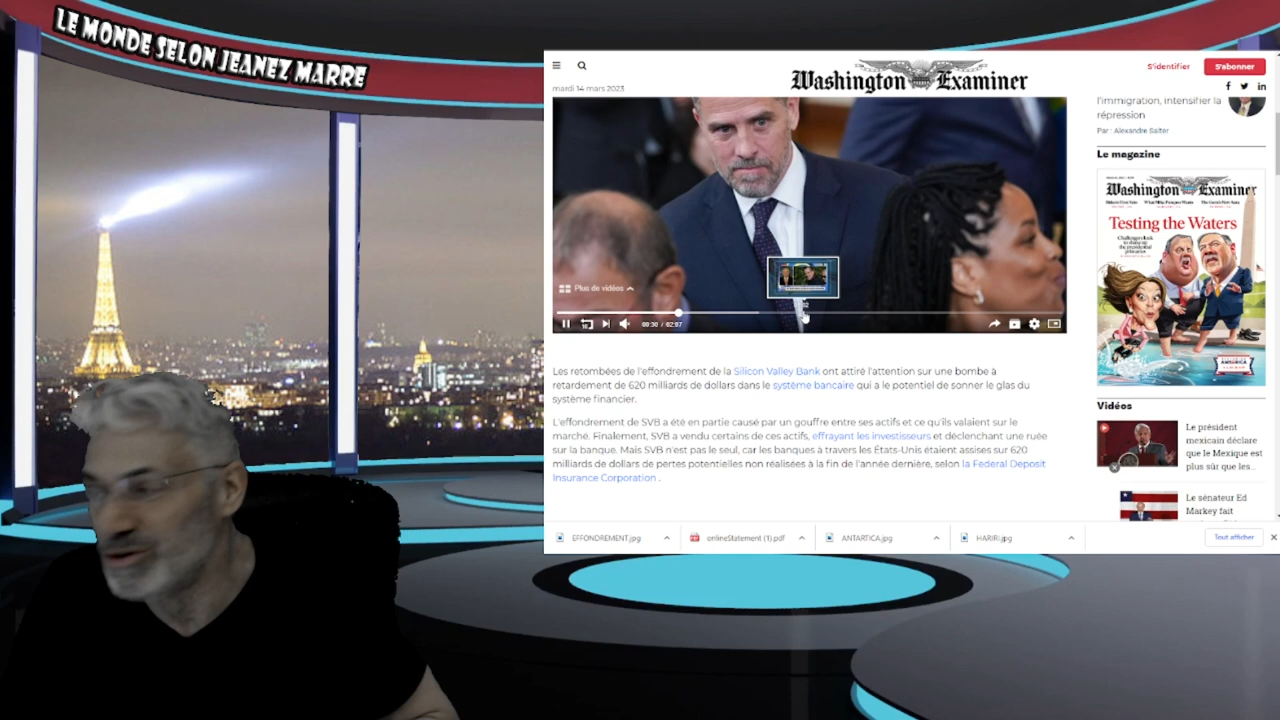 LE MONDE SELON JEANEZ MARRE
Washington Examiner
S'identifier
S'abonner
mardi 14 mars 2023
l'immigration, intensifier la
répression
Par : Alexandre Salter
Le magazine
Washington Examiner
Testing the Waters
Plus de vidéos
00:30 / 02:07
Les retombées de l'effondrement de la Silicon Valley Bank ont attiré l'attention sur une bombe à
retardement de 620 milliards de dollars dans le système bancaire qui a le potentiel de sonner le glas du
système financier.
L'effondrement de SVB a été en partie causé par un gouffre entre ses actifs et ce qu'ils valaient sur le
marché. Finalement, SVB a vendu certains de ces actifs, effrayant les investisseurs et déclenchant une ruée
sur la banque. Mais SVB n'est pas le seul, car les banques à travers les États-Unis étaient assises sur 620
milliards de dollars de pertes potentielles non réalisées à la fin de l'année dernière, selon la Federal Deposit
Insurance Corporation .
Vidéos
Le président
mexicain déclare
que le Mexique est
plus sûr que les...
Le sénateur Ed
Markey fait
EFFONDREMENT.jpg
onlineStatement (1).pdf
ANTARTICA.jpg
HARIRI.jpg
Tout afficher